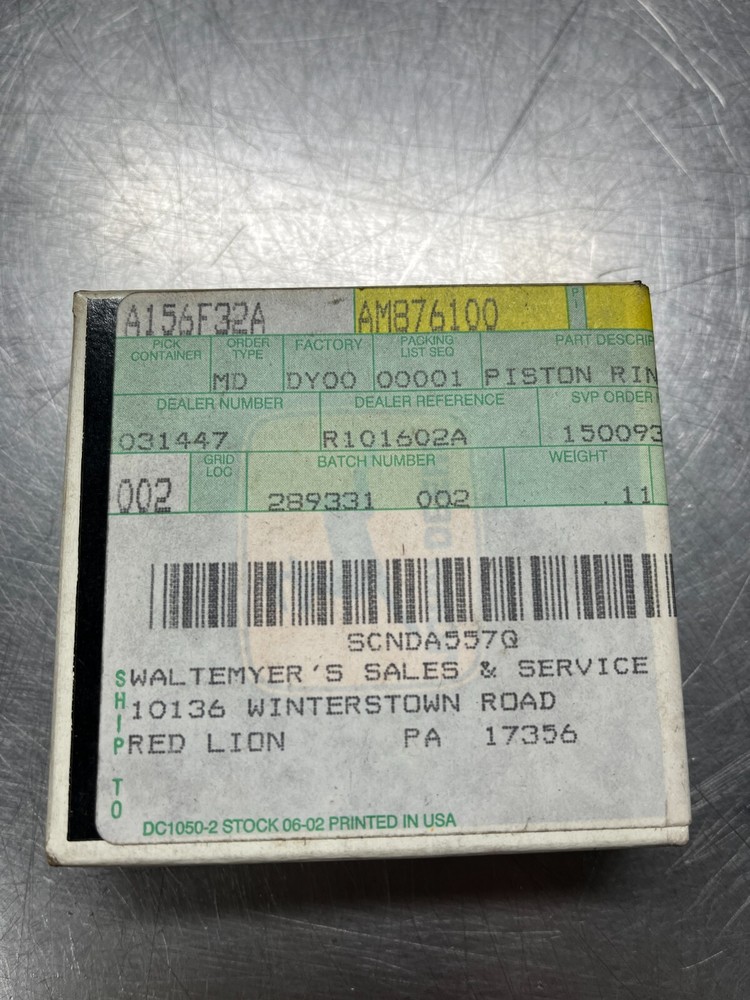 A156F32A AM876100 PI
PICK CONTAINER ORDER TYPE FACTORY PACKING LIST SEQ PART DESCRIP
MD DY00 00001 PISTON RIN
DEALER NUMBER DEALER REFERENCE SVP ORDER
031447 R101602A 150093
GRID LOC BATCH NUMBER WEIGHT
002 289331 002 .11
SCNDA557Q
SHIP TO
WALTEMYER'S SALES & SERVICE
10136 WINTERSTOWN ROAD
RED LION PA 17356
DC1050-2 STOCK 06-02 PRINTED IN USA